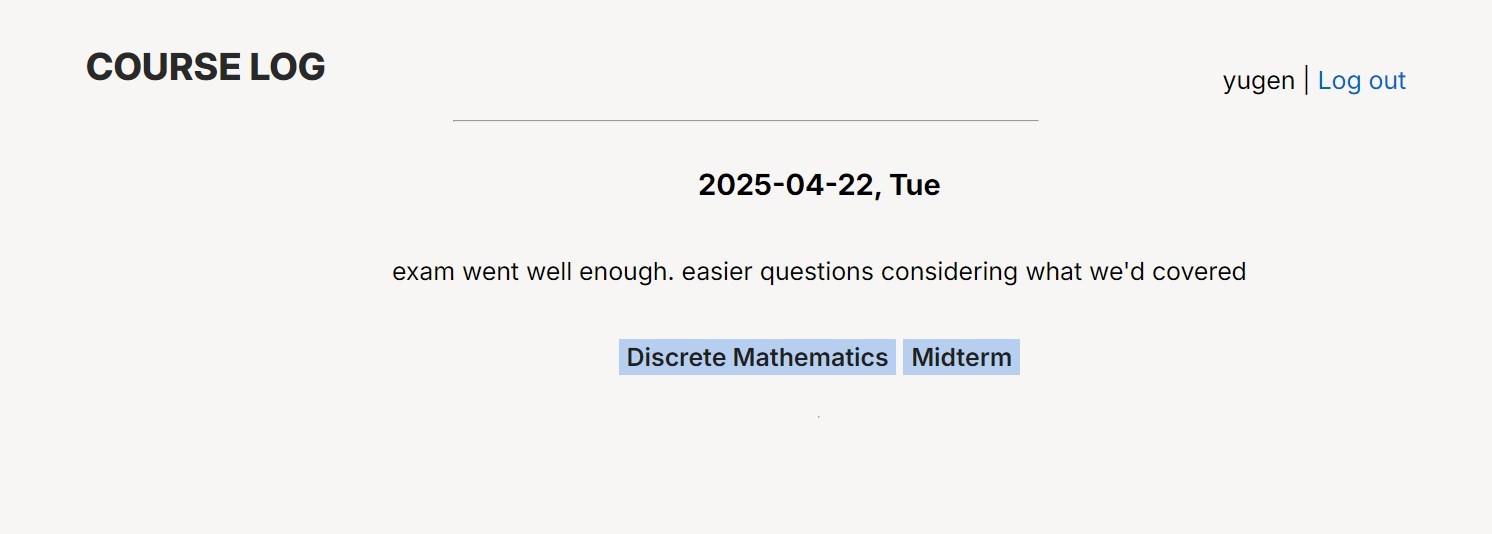 COURSE LOG
yugen | Log out
2025-04-22, Tue
exam went well enough. easier questions considering what we'd covered
Discrete Mathematics Midterm
.